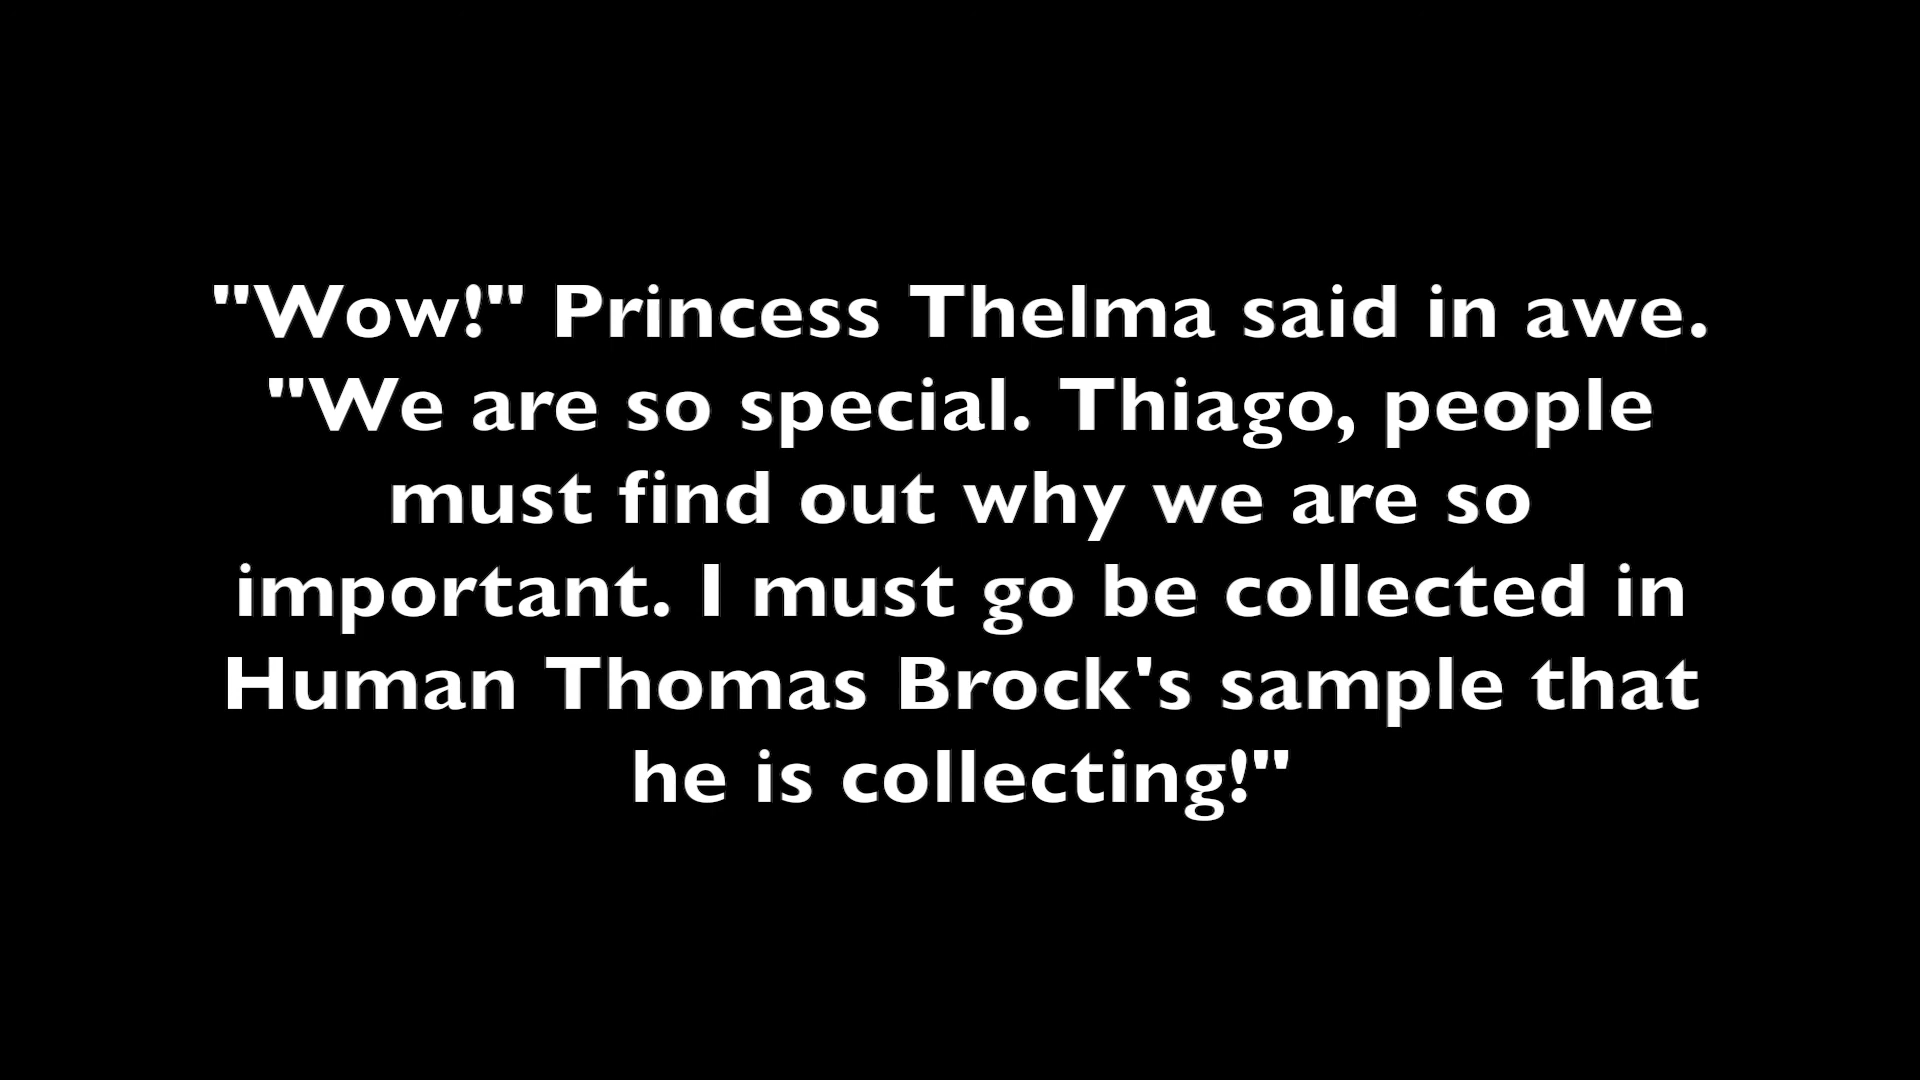 "Wow!" Princess Thelma said in awe.
"We are so special. Thiago, people
must find out why we are so
important. I must go be collected in
Human Thomas Brock's sample that
he is collecting!"